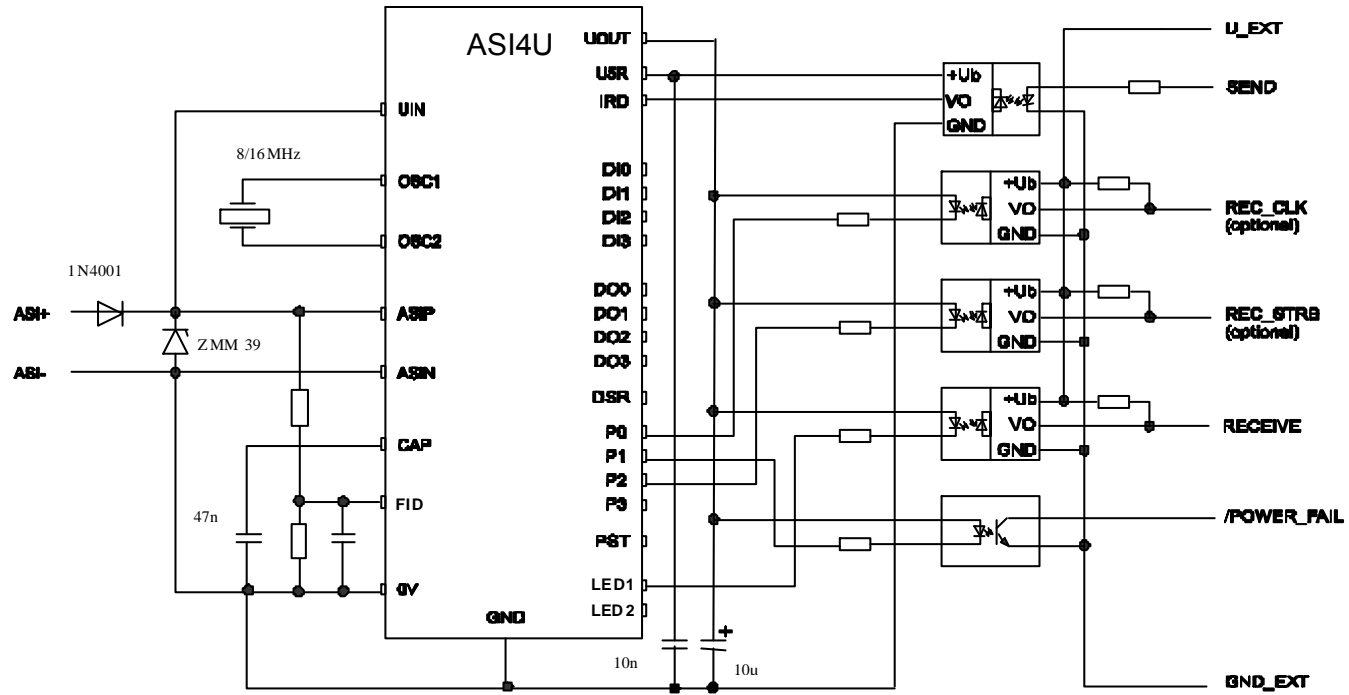 ASI4U
UOUT
U5R
IRD
UIN
8/16MHz
OSC1
OSC2
DI0
DI1
DI2
DI3
1N4001
ASI+
ASIP
ZMM 39
ASI-
ASIN
DO0
DO1
DO2
DO3
DSR
CAP
P0
P1
P2
P3
FID
47n
PST
0V
LED1
LED2
GND
10n
+
10u
+Ub
VO
GND
+Ub
VO
GND
+Ub
VO
GND
+Ub
VO
GND
U_EXT
SEND
REC_CLK
(optional)
REC_STRB
(optional)
RECEIVE
/POWER_FAIL
GND_EXT